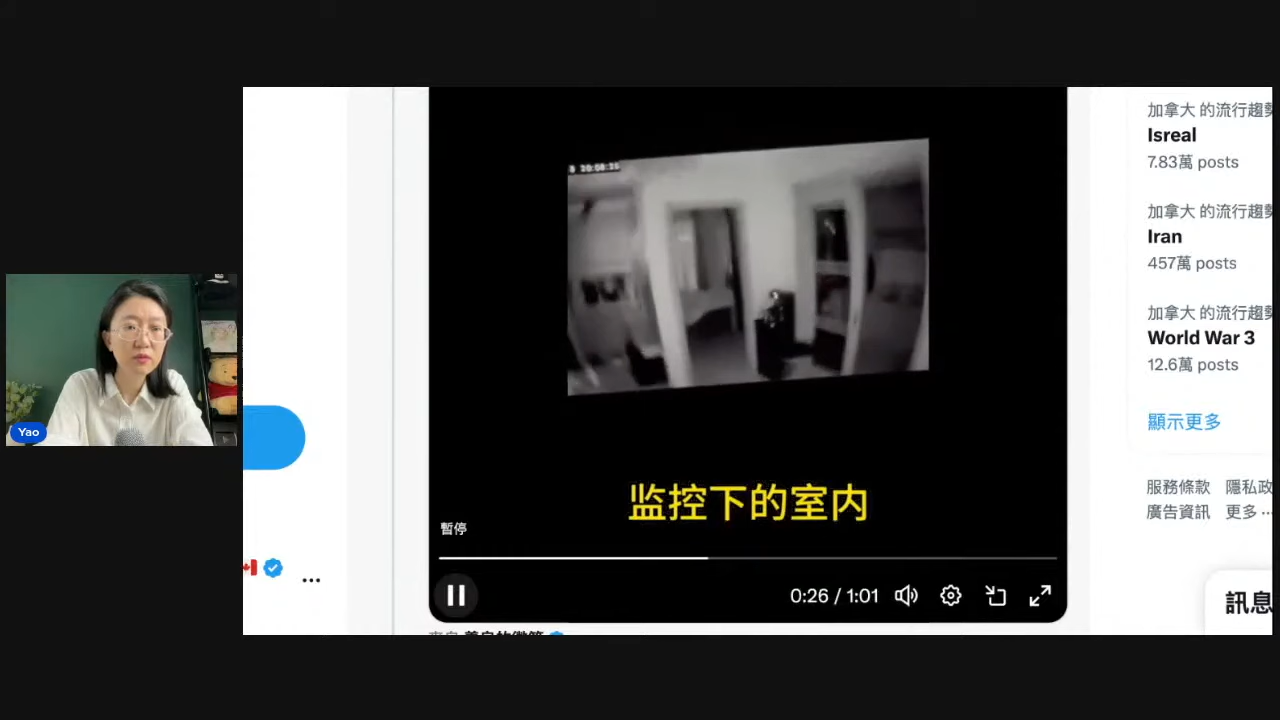 加拿大 的流行趨勢
Isreal
7.83萬 posts
加拿大 的流行趨勢
Iran
457萬 posts
加拿大 的流行趨勢
World War 3
12.6萬 posts
顯示更多
服務條款 隱私政
廣告資訊 更多 ...
訊息
20:08:25
监控下的室内
暫停
0:26 / 1:01
Yao